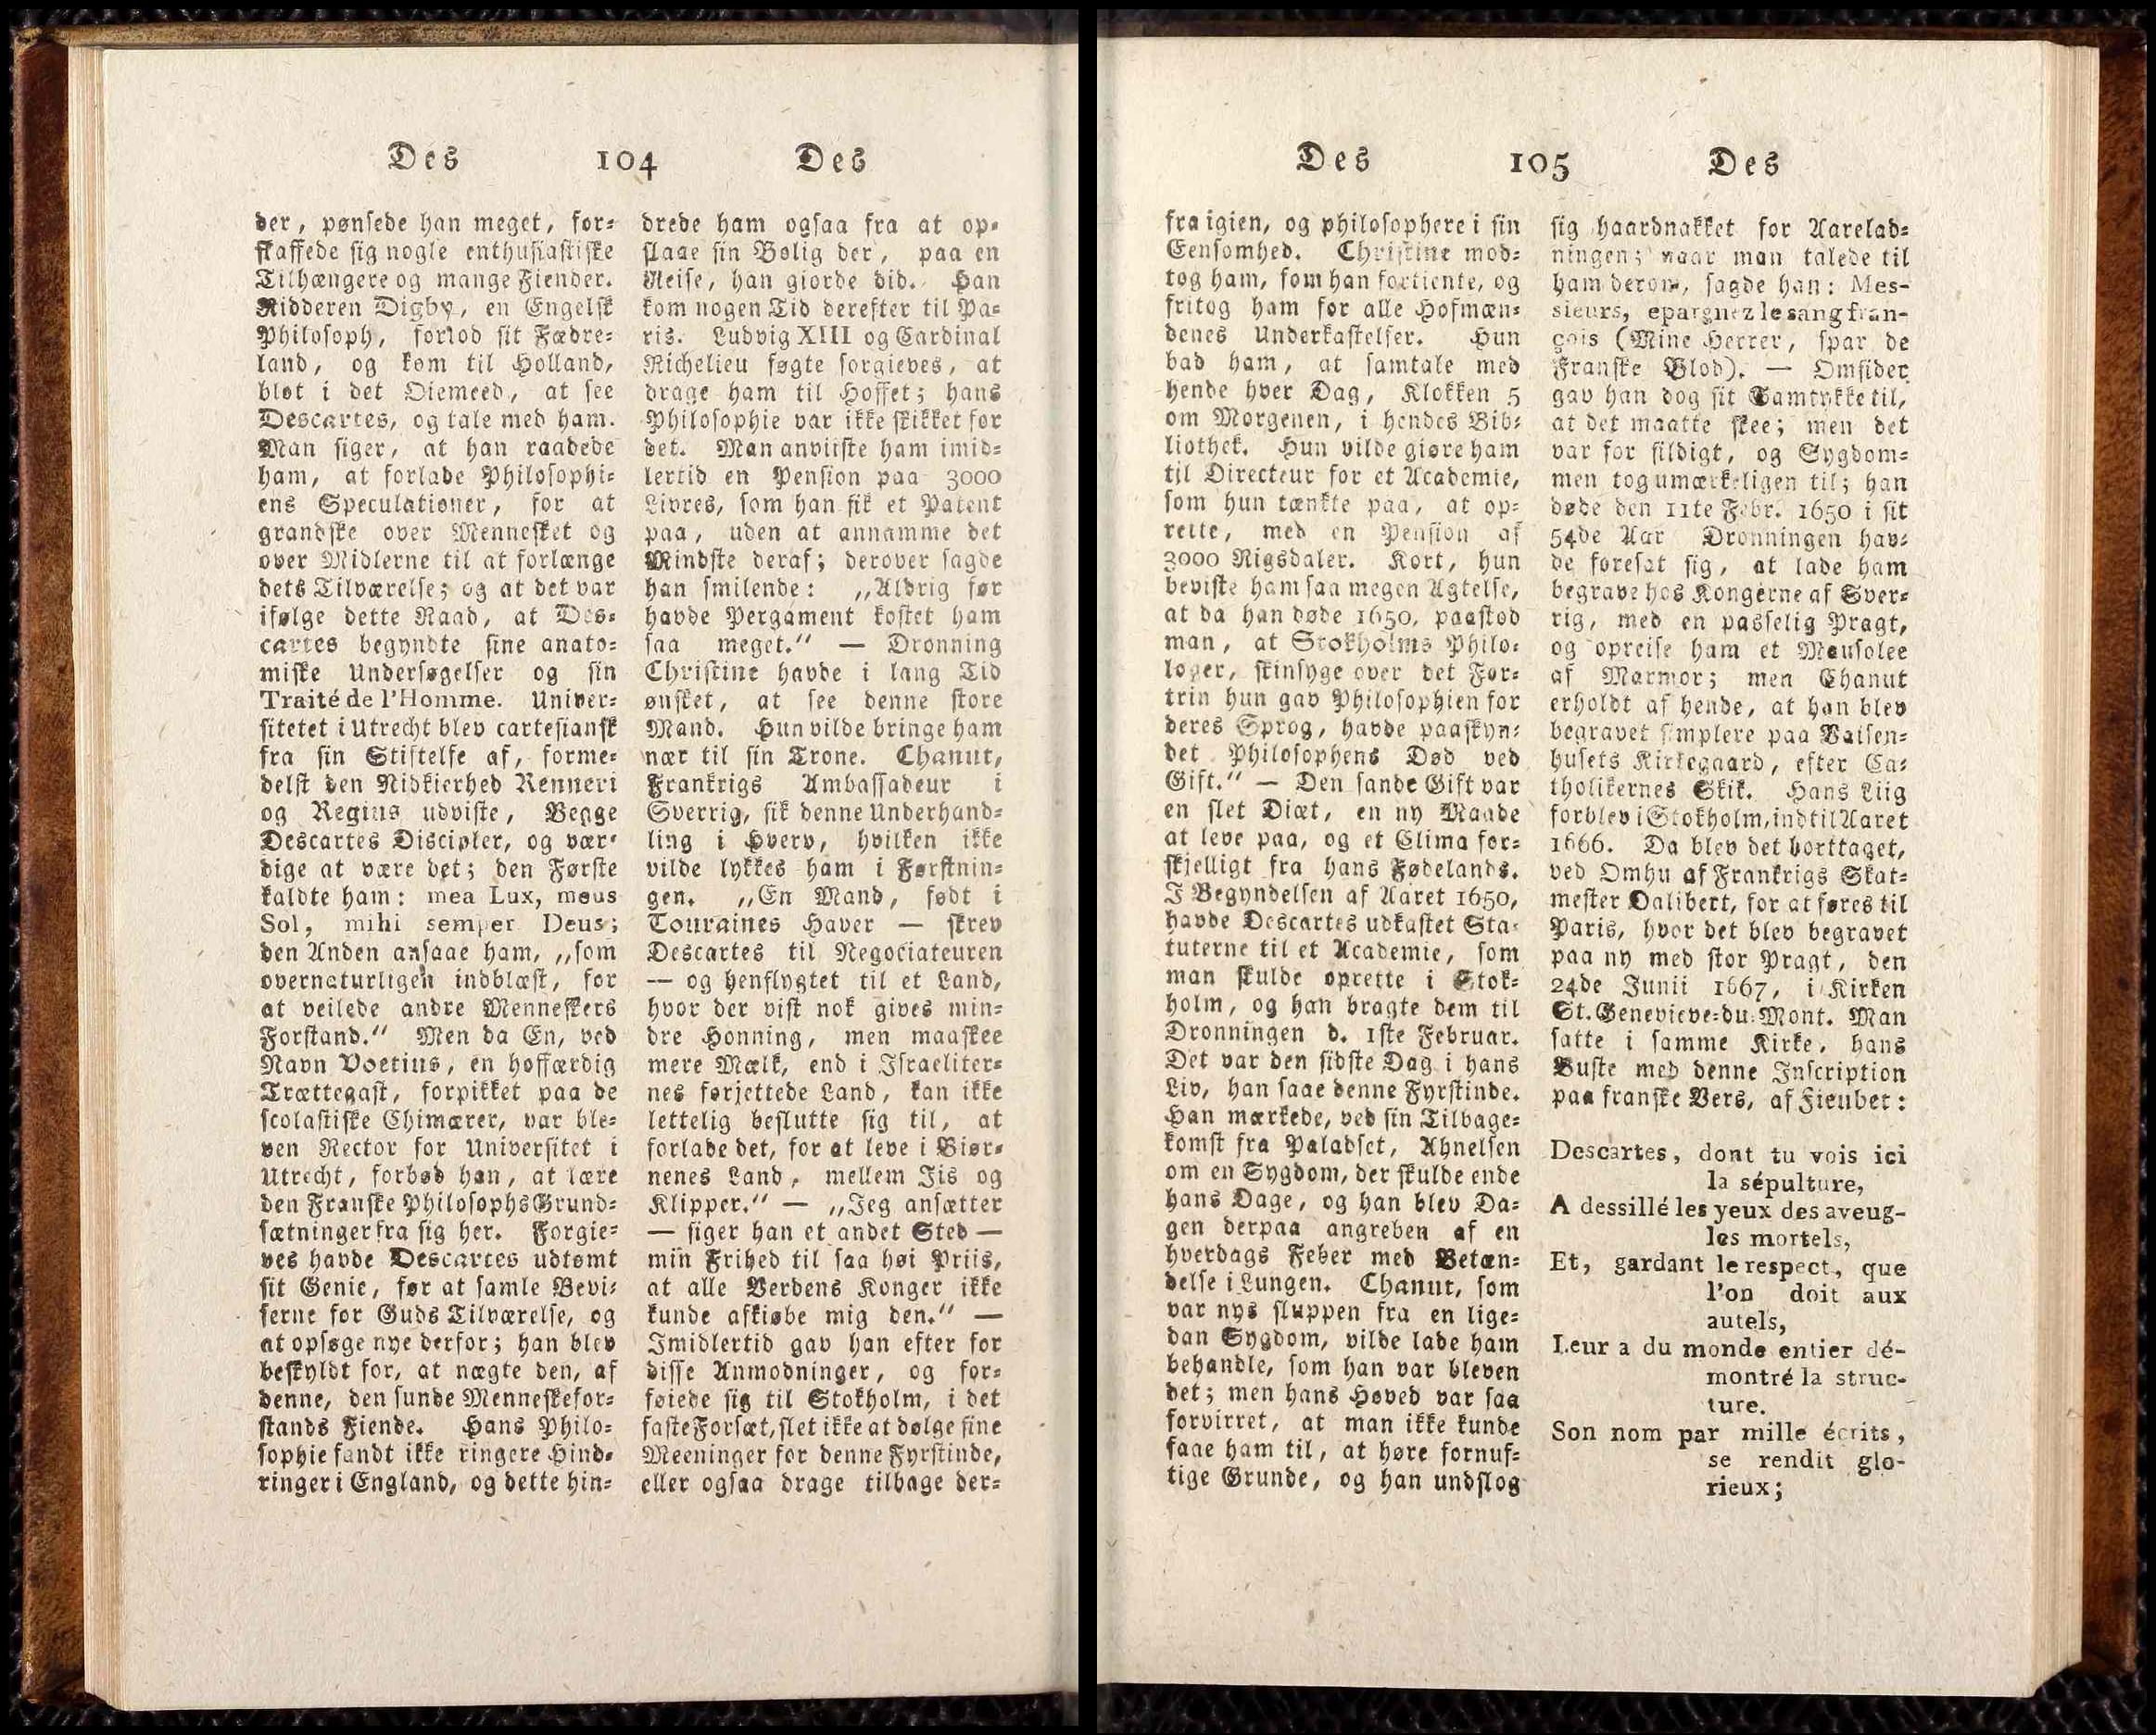 Des 104 Des
der, pønsede han meget, for-
skaffede sig nogle enthusiastiske
Tilhængere og mange Fiender.
Ridderen Digby, en Engelsk
Philosoph, forlod sit Fædre-
land, og kom til Holland,
blot i det Øiemeed, at see
Descartes, og tale med ham.
Man siger, at han raadede
ham, at forlade Philosophi-
ens Speculationer, for at
grandske over Mennesket og
over Midlerne til at forlænge
dets Tilværelse; og at det var
ifølge dette Raad, at Des-
cartes begyndte sine anato-
miske Undersøgelser og sin
Traité de l'Homme. Univer-
sitetet i Utrecht blev cartesiansk
fra sin Stiftelse af, forme-
delst den Nidkierhed Renneri
og Regius udviste, Begge
Descartes Discipler, og vær-
dige at være det; den Første
kaldte ham: mea Lux, meus
Sol, mihi semper Deus;
den Anden ansaae ham, „som
overnaturligen indblæst, for
at veilede andre Menneskers
Forstand.“ Men da En, ved
Navn Voetius, en hoffærdig
Trættegast, forpikket paa de
scolastiske Chimærer, var ble-
ven Rector for Universitet i
Utrecht, forbød han, at lære
den Franske Philosophs Grund-
sætninger fra sig her. Forgie-
ves havde Descartes udtømt
sit Genie, før at samle Bevi-
serne for Guds Tilværelse, og
at opsøge nye derfor; han blev
beskyldt for, at nægte den, af
denne, den sunde Menneskefor-
stands Fiende. Hans Philo-
sophie fandt ikke ringere Hind-
ringer i England, og dette hin-
drede ham ogsaa fra at op-
slaae sin Bolig der, paa en
Reise, han giorde did. Han
kom nogen Tid derefter til Pa-
ris. Ludvig XIII og Cardinal
Richelieu søgte forgieves, at
drage ham til Hoffet; hans
Philosophie var ikke skikket for
det. Man anviiste ham imid-
lertid en Pension paa 3000
Livres, som han fik et Patent
paa, uden at annamme det
Mindste deraf; derover sagde
han smilende: „Aldrig før
havde Pergament kostet ham
saa meget.“ — Dronning
Christine havde i lang Tid
ønsket, at see denne store
Mand. Hun vilde bringe ham
nær til sin Trone. Chanut,
Frankrigs Ambassadeur i
Sverrig, fik denne Underhand-
ling i Hverv, hvilken ikke
vilde lykkes ham i Førstnin-
gen. „En Mand, født i
Touraines Haver — skrev
Descartes til Negociateuren
— og henflygtet til et Land,
hvor der vist nok gives min-
dre Honning, men maaskee
mere Mælk, end i Israeliter-
nes forjettede Land, kan ikke
lettelig beslutte sig til, at
forlade det, for at leve i Biør-
nenes Land, mellem Iis og
Klipper.“ — „Jeg ansætter
— siger han et andet Sted —
min Frihed til saa høi Priis,
at alle Verdens Konger ikke
kunde afkiøbe mig den.“ —
Imidlertid gav han efter for
disse Anmodninger, og for-
føiede sig til Stokholm, i det
faste Forsæt, slet ikke at dølge sine
Meeninger for denne Fyrstinde,
eller ogsaa drage tilbage der-
Des 105 Des
fra igien, og philosophere i sin
Eensomhed. Christine mod-
tog ham, som han fortiente, og
fritog ham for alle Hofmæn-
denes Underkastelser. Hun
bad ham, at samtale med
hende hver Dag, Klokken 5
om Morgenen, i hendes Bib-
liothek. Hun vilde giøre ham
til Directeur for et Academie,
som hun tænkte paa, at op-
rette, med en Pension af
3000 Rigsdaler. Kort, hun
beviste ham saa megen Agtelse,
at da han døde 1650, paastod
man, at Stokholms Philo-
loger, skinsyge over det For-
trin hun gav Philosophien for
deres Sprog, havde paaskyn-
det Philosophens Død ved
Gift.“ — Den sande Gift var
en slet Diæt, en ny Maade
at leve paa, og et Clima for-
skjelligt fra hans Fødelands.
I Begyndelsen af Aaret 1650,
havde Descartes udkastet Sta-
tuterne til et Academie, som
man skulde oprette i Stok-
holm, og han bragte dem til
Dronningen d. 1ste Februar.
Det var den sidste Dag i hans
Liv, han saae denne Fyrstinde.
Han mærkede, ved sin Tilbage-
komst fra Paladset, Ahnelsen
om en Sygdom, der skulde ende
hans Dage, og han blev Da-
gen derpaa angreben af en
hverdags Feber med Betæn-
delse i Lungen. Chanut, som
var nys sluppen fra en lige-
dan Sygdom, vilde lade ham
behandle, som han var bleven
det; men hans Hoved var saa
forvirret, at man ikke kunde
faae ham til, at høre fornuf-
tige Grunde, og han undslog
sig haardnakket for Aarelad-
ningen; naar man talede til
ham derom, sagde han: Mes-
sieurs, epargnez le sang fran-
çois (Mine Herrer, spar de
Franske Blod). — Omsider
gav han dog sit Samtykke til,
at det maatte skee; men det
var for sildigt, og Sygdom-
men tog umærkeligen til; han
døde den 11te Febr. 1650 i sit
54de Aar Dronningen hav-
de foresat sig, at lade ham
begrave hos Kongerne af Sver-
rig, med en passelig Pragt,
og opreise ham et Mausolee
af Marmor; men Chanut
erholdt af hende, at han blev
begravet simplere paa Vaisen-
husets Kirkegaard, efter Ca-
tholikernes Skik. Hans Liig
forblev i Stokholm, indtil Aaret
1666. Da blev det borttaget,
ved Omhu af Frankrigs Skat-
mester Dalibert, for at føres til
Paris, hvor det blev begravet
paa ny med stor Pragt, den
24de Junii 1667, i Kirken
St. Genevieve-du-Mont. Man
satte i samme Kirke, hans
Buste med denne Inscription
paa franske Vers, af Fieubet:
Descartes, dont tu vois ici
la sépulture,
A dessillé les yeux des aveug-
les mortels,
Et, gardant le respect, que
l'on doit aux
autels,
Leur a du monde entier dé-
montré la struc-
ture.
Son nom par mille écrits,
se rendit glo-
rieux;